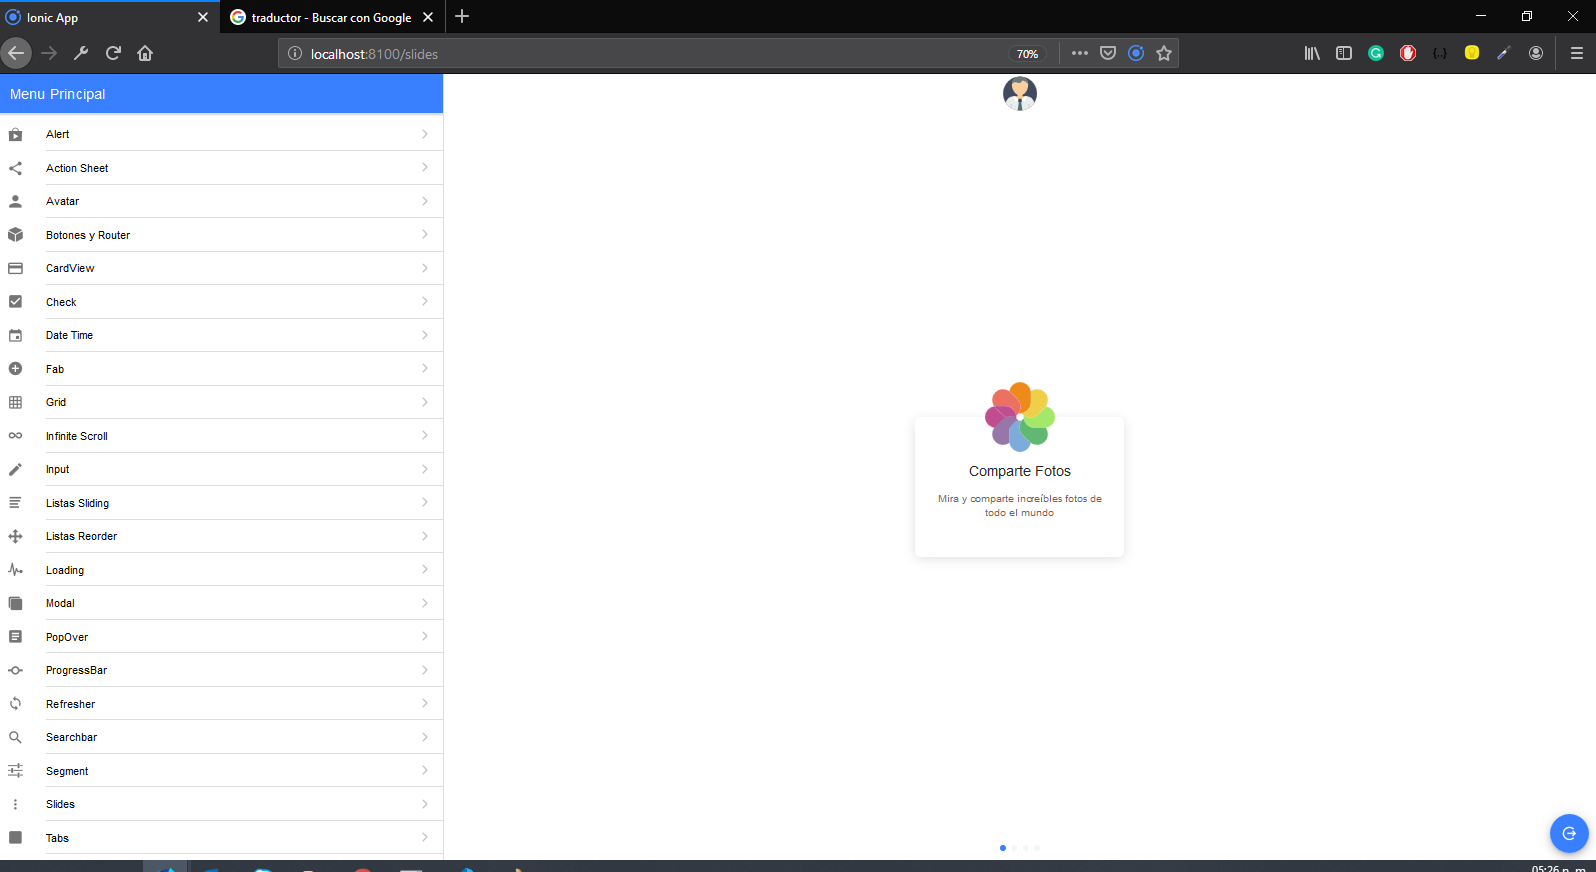 Ionic App
traductor - Buscar con Google
localhost:8100/slides
70%
Menu Principal
Alert
Action Sheet
Avatar
Botones y Router
CardView
Check
Date Time
Fab
Grid
Infinite Scroll
Input
Listas Sliding
Listas Reorder
Loading
Modal
PopOver
ProgressBar
Refresher
Searchbar
Segment
Slides
Tabs
Comparte Fotos
Mira y comparte increíbles fotos de
todo el mundo
05:26 p. m.